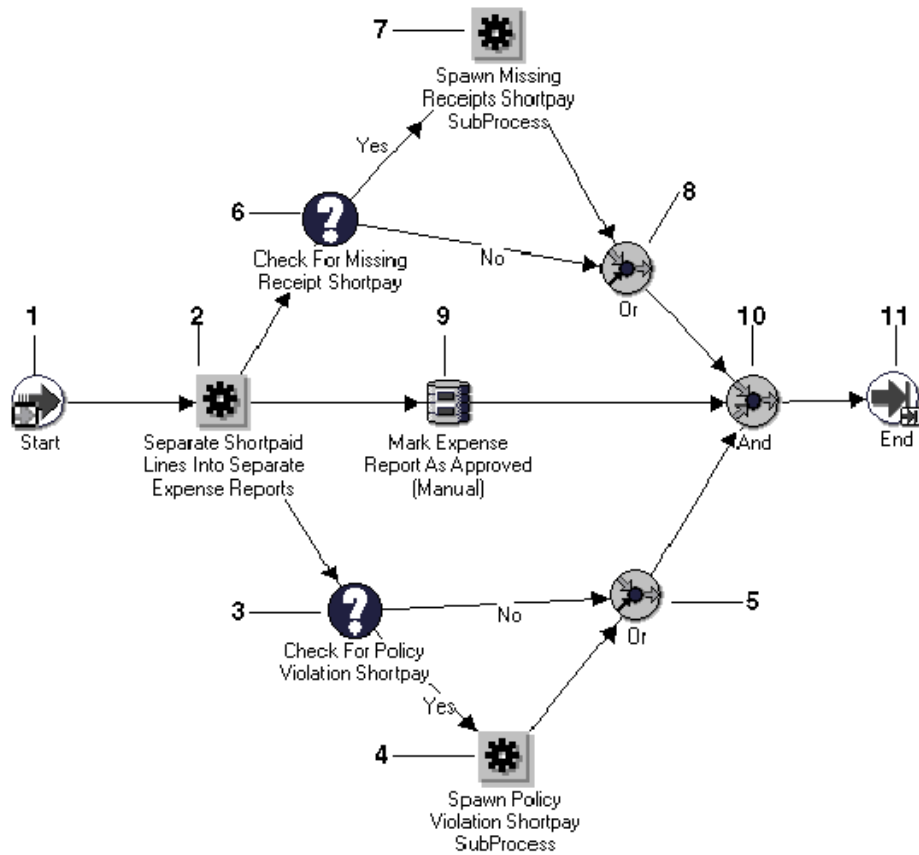 7
Spawn Missing
Receipts Shortpay
SubProcess
Yes
6
Check For Missing
Receipt Shortpay
No
8
Or
1
Start
2
Separate Shortpaid
Lines Into Separate
Expense Reports
9
Mark Expense
Report As Approved
(Manual)
10
And
11
End
3
Check For Policy
Violation Shortpay
No
Or
5
Yes
4
Spawn Policy
Violation Shortpay
SubProcess